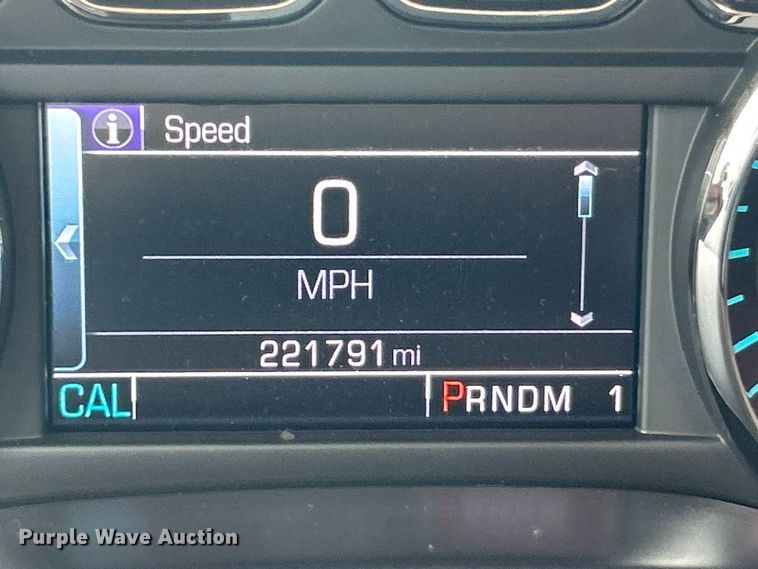 i Speed
0
MPH
221791 mi
CAL PRNDM 1
Purple Wave Auction®